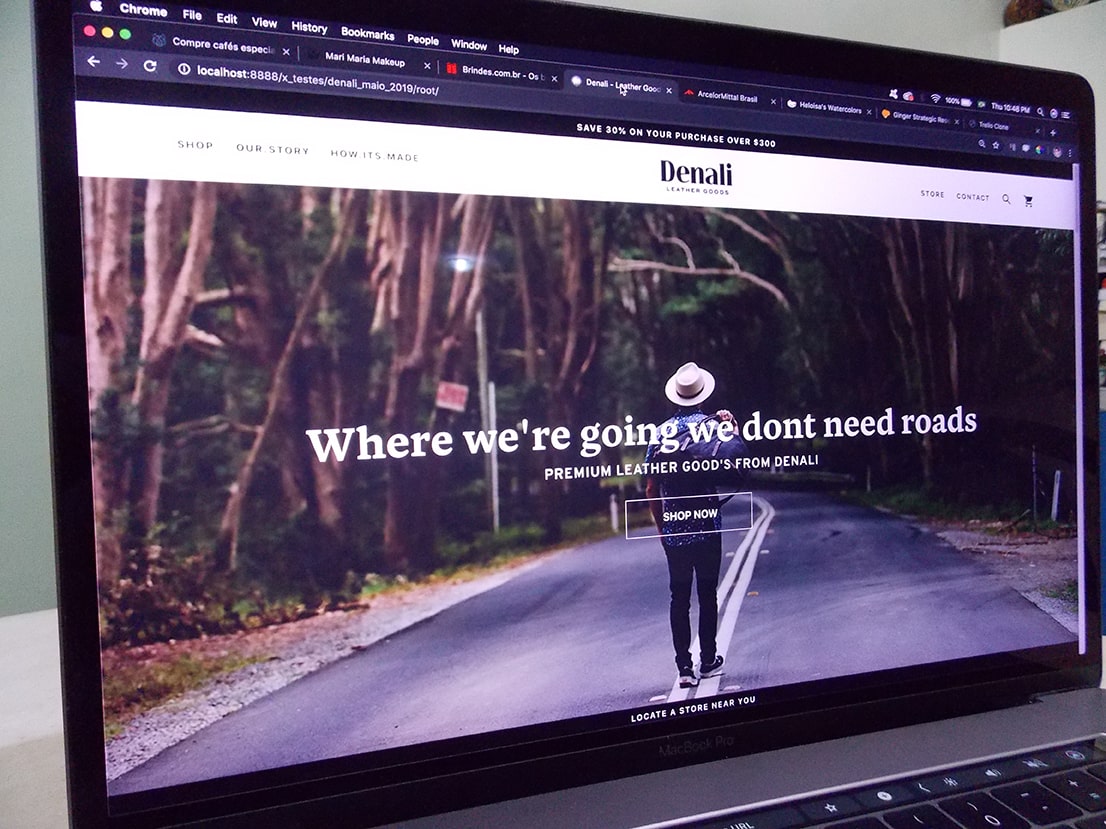 Chrome File Edit View History Bookmarks People Window Help
100% Thu 10:46 PM
Compre cafés especia Mari Maria Makeup Brindes.com.br - Os b Denali - Leather Good ArcelorMittal Brasil Heloisa's Watercolors Ginger Strategic Res Trello Clone
localhost:8888/x_testes/denali_maio_2019/root/
SAVE 30% ON YOUR PURCHASE OVER $300
SHOP OUR STORY HOW ITS MADE
Denali
LEATHER GOODS
STORE CONTACT
Where we're going we dont need roads
PREMIUM LEATHER GOOD'S FROM DENALI
SHOP NOW
LOCATE A STORE NEAR YOU
MacBook Pro
URL